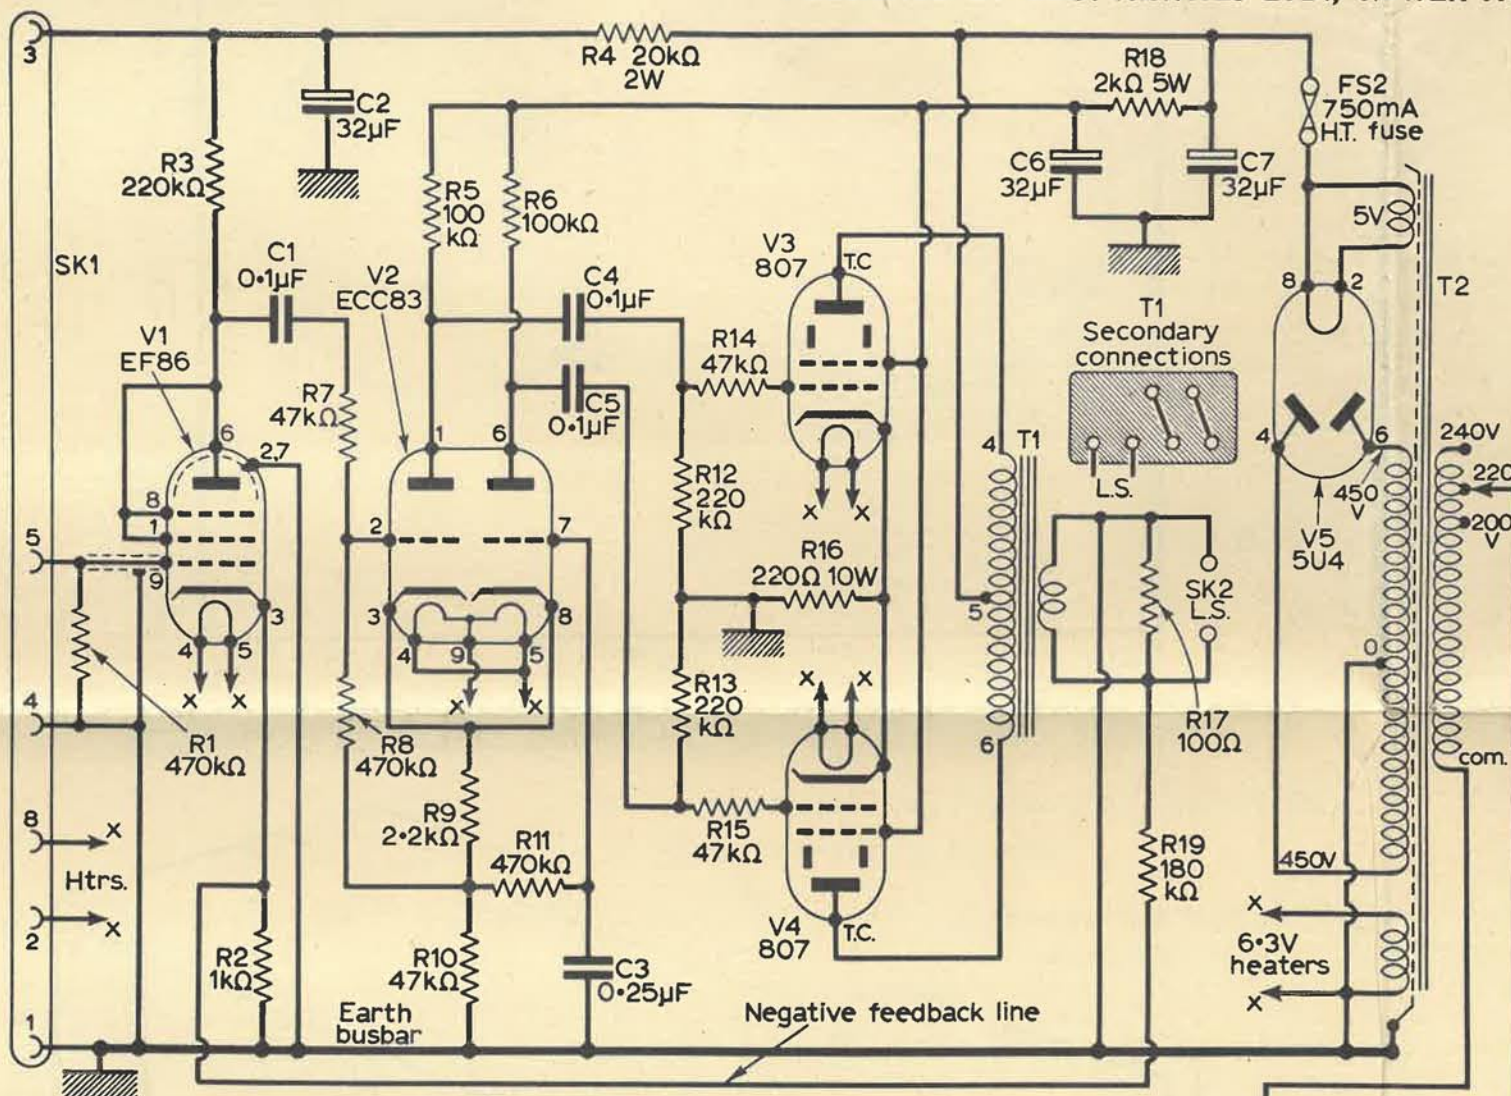 3
R4 20kΩ
2W
R18
2kΩ 5W
FS2
750mA
H.T. fuse
C2
32µF
R3
220kΩ
R5
100
kΩ
R6
100kΩ
C6
32µF
C7
32µF
5V
SK1
C1
0·1µF
V2
ECC83
C4
0·1µF
V3
807
T.C
8
2
T2
T1
Secondary
connections
L.S.
V1
EF86
R7
47kΩ
C5
0·1µF
R14
47kΩ
6
2,7
1
6
4
T1
4
6
450
V
240V
220
200
V
8
1
9
5
2
7
R12
220
kΩ
X
X
V5
5U4
R16
220Ω 10W
5
SK2
L.S.
3
4
5
X
X
3
8
4
9
5
X
X
0
4
R1
470kΩ
R8
470kΩ
R13
220
kΩ
X
X
6
R17
100Ω
com.
R9
2·2kΩ
R11
470kΩ
R15
47kΩ
R19
180
kΩ
450V
8
X
Htrs.
2
X
V4
807
T.C.
X
6·3V
heaters
X
R2
1kΩ
R10
47kΩ
C3
0·25µF
1
Earth
busbar
Negative feedback line